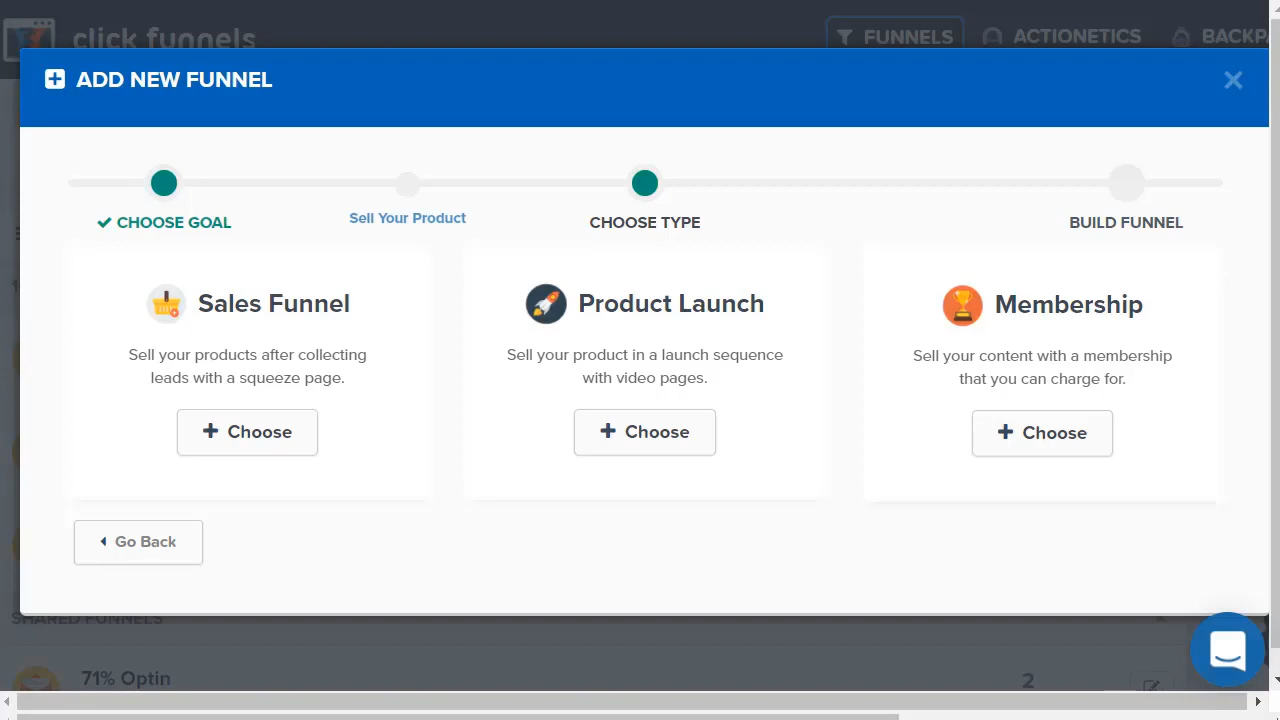 click funnels
FUNNELS
ACTIONETICS
BACKPA
ADD NEW FUNNEL
CHOOSE GOAL
Sell Your Product
CHOOSE TYPE
BUILD FUNNEL
Sales Funnel
Sell your products after collecting
leads with a squeeze page.
Choose
Product Launch
Sell your product in a launch sequence
with video pages.
Choose
Membership
Sell your content with a membership
that you can charge for.
Choose
Go Back
SHARED FUNNELS
71% Optin
2